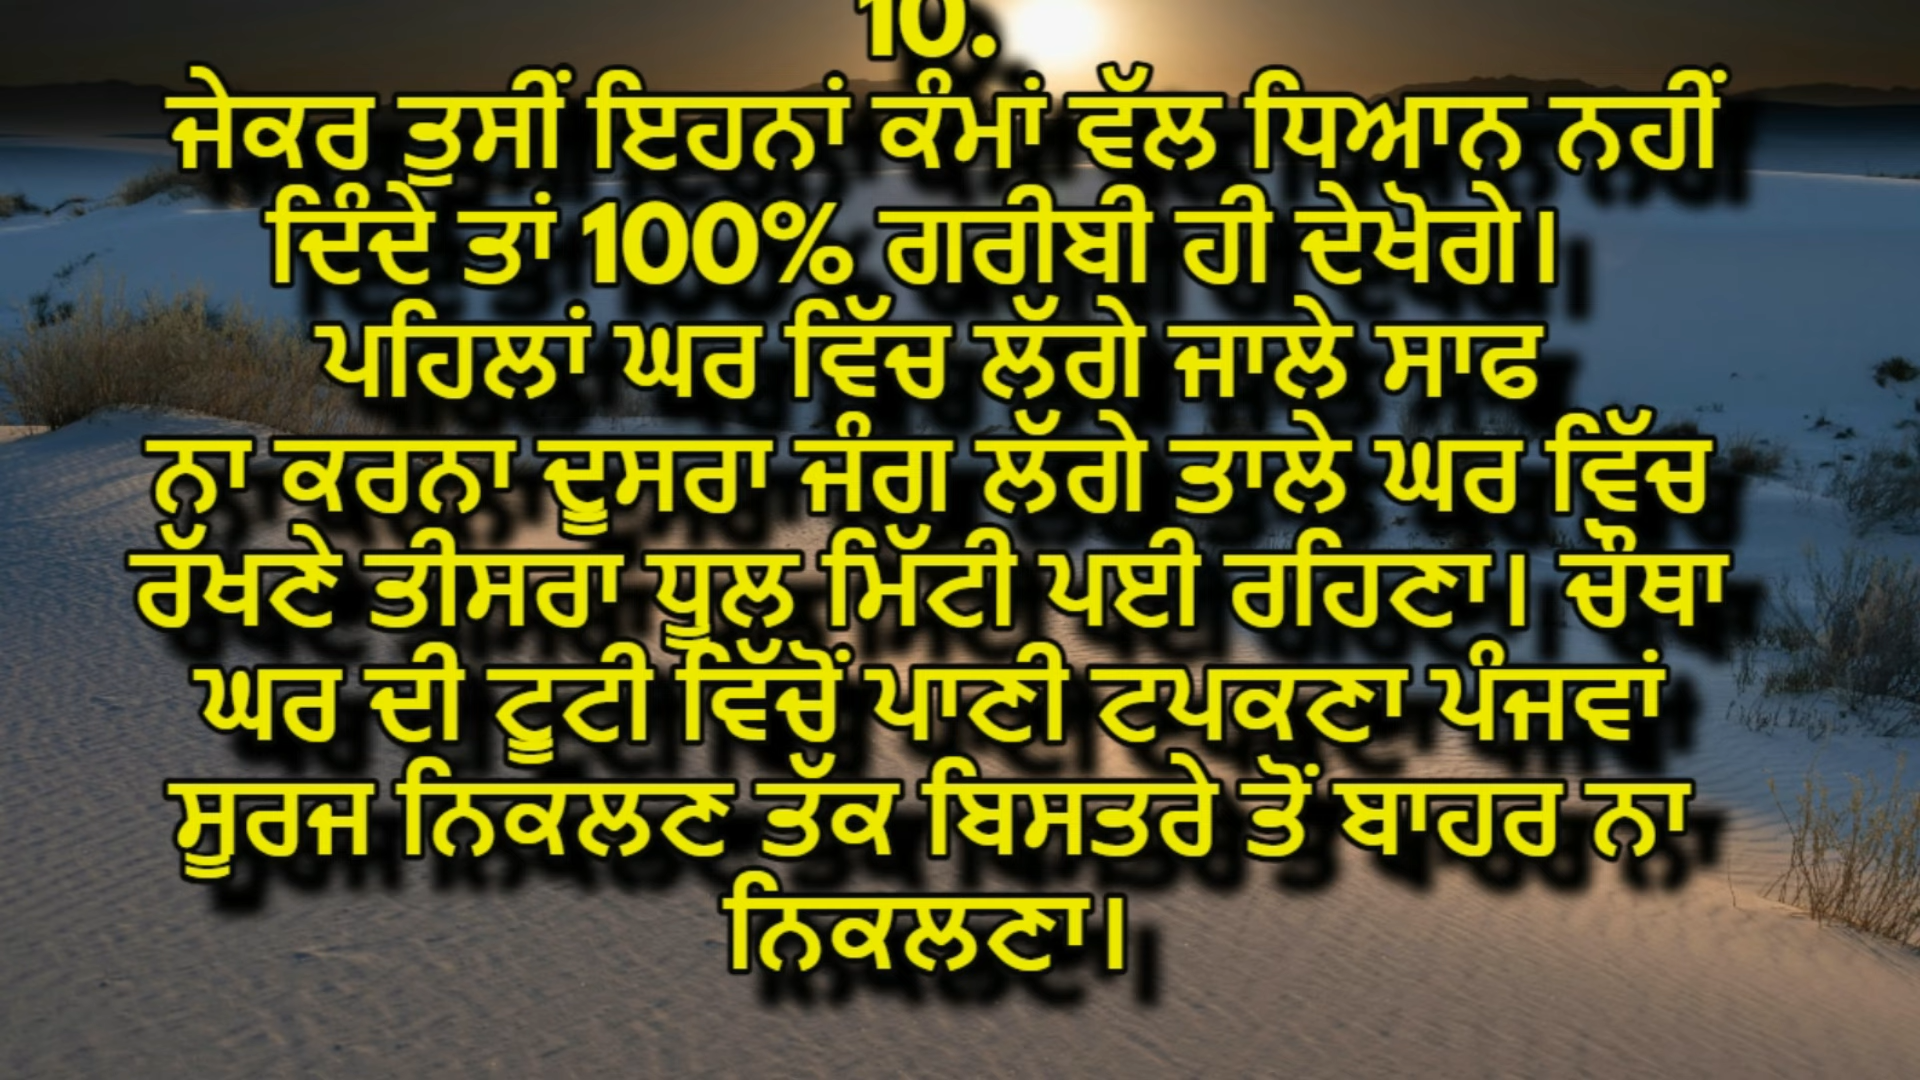 10.
ਜੇਕਰ ਤੁਸੀਂ ਇਹਨਾਂ ਕੰਮਾਂ ਵੱਲ ਧਿਆਨ ਨਹੀਂ
ਦਿੰਦੇ ਤਾਂ 100% ਗਰੀਬੀ ਹੀ ਦੇਖੋਗੇ।
ਪਹਿਲਾਂ ਘਰ ਵਿੱਚ ਲੱਗੇ ਜਾਲੇ ਸਾਫ
ਨਾ ਕਰਨਾ ਦੂਸਰਾ ਜੰਗ ਲੱਗੇ ਤਾਲੇ ਘਰ ਵਿੱਚ
ਰੱਖਣੇ ਤੀਸਰਾ ਧੂਲ ਮਿੱਟੀ ਪਈ ਰਹਿਣਾ। ਚੌਥਾ
ਘਰ ਦੀ ਟੂਟੀ ਵਿੱਚੋਂ ਪਾਣੀ ਟਪਕਣਾ ਪੰਜਵਾਂ
ਸੂਰਜ ਨਿਕਲਣ ਤੱਕ ਬਿਸਤਰੇ ਤੋਂ ਬਾਹਰ ਨਾ
ਨਿਕਲਣਾ।